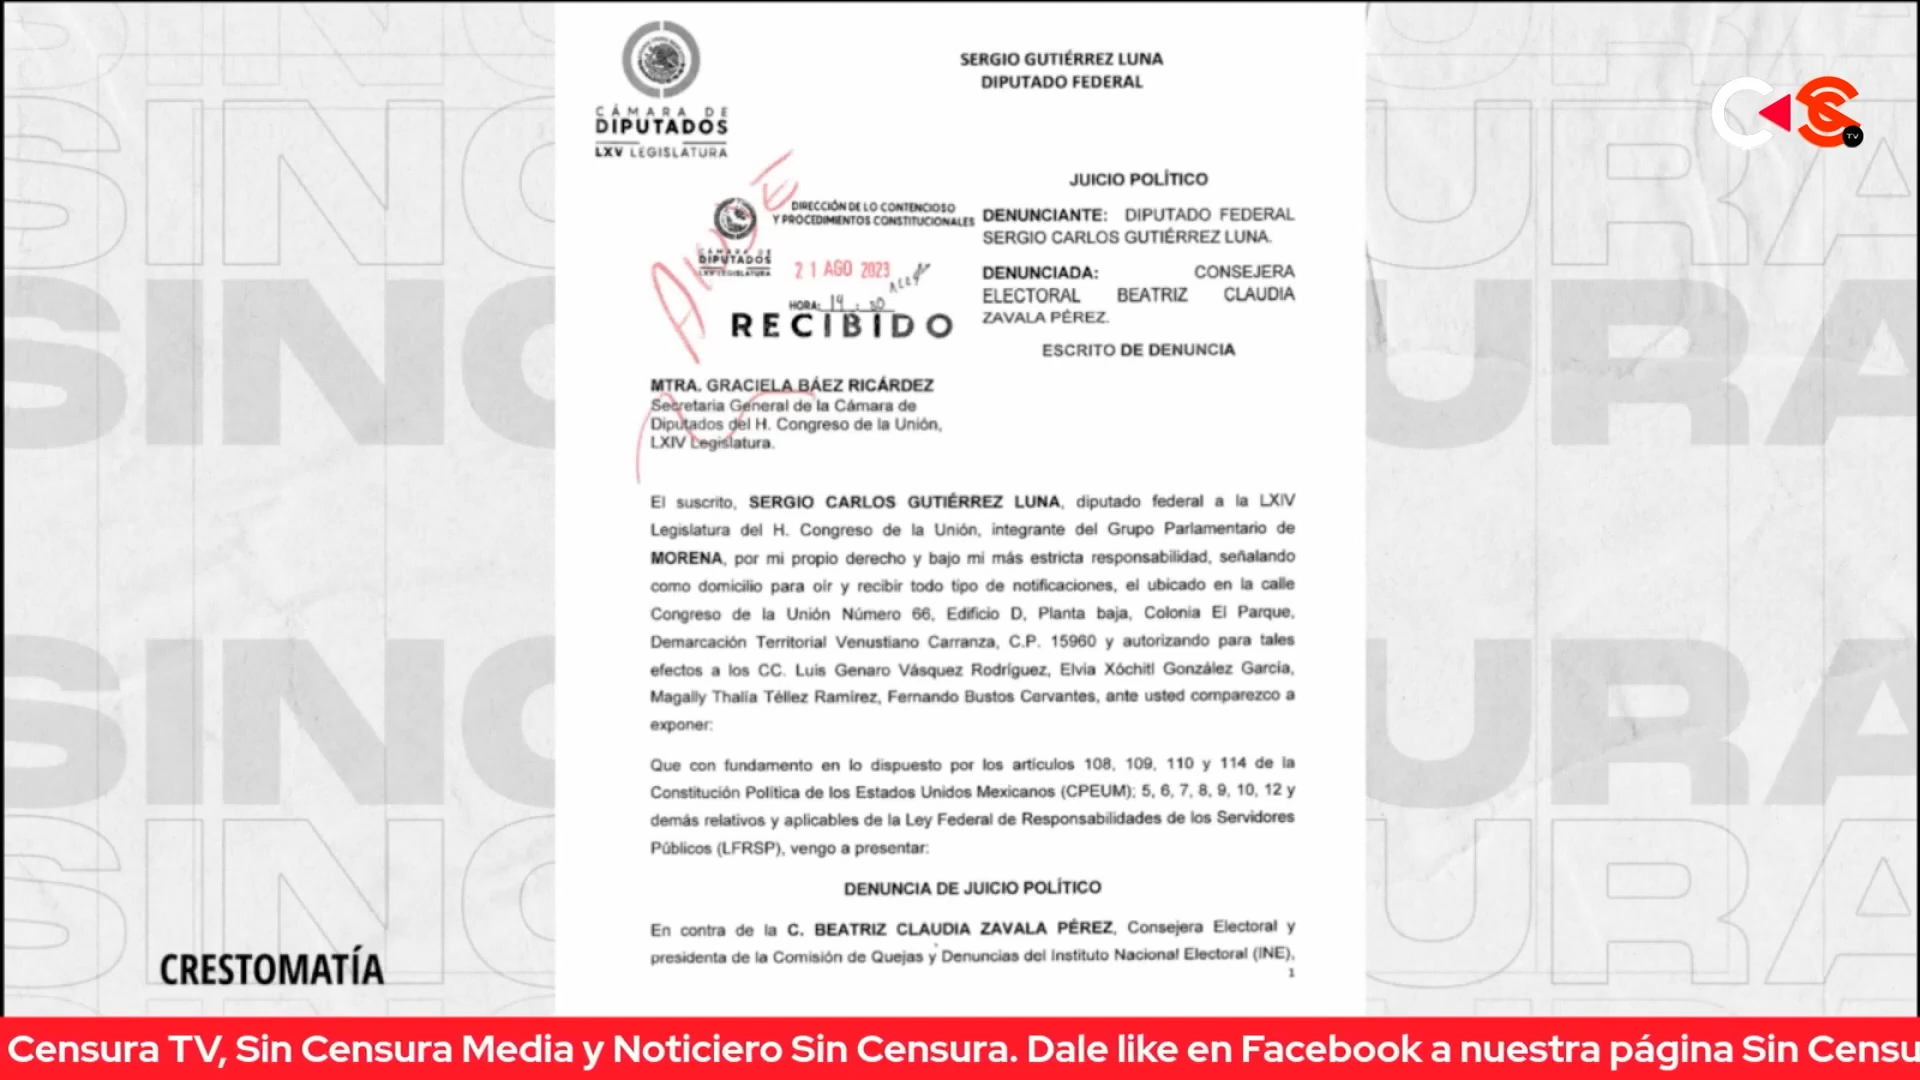 SERGIO GUTIÉRREZ LUNA
DIPUTADO FEDERAL
CÁMARA DE
DIPUTADOS
LXV LEGISLATURA
TV
JUICIO POLÍTICO
DENUNCIANTE: DIPUTADO FEDERAL
SERGIO CARLOS GUTIÉRREZ LUNA.
DENUNCIADA: CONSEJERA
ELECTORAL BEATRIZ CLAUDIA
ZAVALA PÉREZ.
ESCRITO DE DENUNCIA
DIRECCIÓN DE LO CONTENCIOSO
Y PROCEDIMIENTOS CONSTITUCIONALES
CÁMARA DE
DIPUTADOS
LXV LEGISLATURA
21 AGO 2023
HORA: 14:30
RECIBIDO
MTRA. GRACIELA BÁEZ RICÁRDEZ
Secretaria General de la Cámara de
Diputados del H. Congreso de la Unión,
LXIV Legislatura.
El suscrito, SERGIO CARLOS GUTIÉRREZ LUNA, diputado federal a la LXIV
Legislatura del H. Congreso de la Unión, integrante del Grupo Parlamentario de
MORENA, por mi propio derecho y bajo mi más estricta responsabilidad, señalando
como domicilio para oír y recibir todo tipo de notificaciones, el ubicado en la calle
Congreso de la Unión Número 66, Edificio D, Planta baja, Colonia El Parque,
Demarcación Territorial Venustiano Carranza, C.P. 15960 y autorizando para tales
efectos a los CC. Luis Genaro Vásquez Rodríguez, Elvia Xóchitl González García,
Magally Thalía Téllez Ramírez, Fernando Bustos Cervantes, ante usted comparezco a
exponer:
Que con fundamento en lo dispuesto por los artículos 108, 109, 110 y 114 de la
Constitución Política de los Estados Unidos Mexicanos (CPEUM); 5, 6, 7, 8, 9, 10, 12 y
demás relativos y aplicables de la Ley Federal de Responsabilidades de los Servidores
Públicos (LFRSP), vengo a presentar:
DENUNCIA DE JUICIO POLÍTICO
En contra de la C. BEATRIZ CLAUDIA ZAVALA PÉREZ, Consejera Electoral y
presidenta de la Comisión de Quejas y Denuncias del Instituto Nacional Electoral (INE),
1
CRESTOMATÍA
Censura TV, Sin Censura Media y Noticiero Sin Censura. Dale like en Facebook a nuestra página Sin Censu